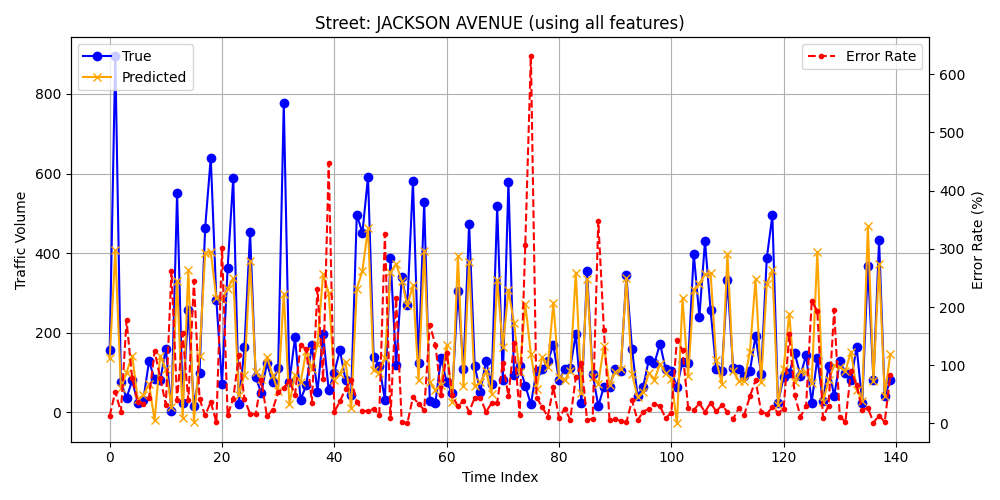 Street: JACKSON AVENUE (using all features)
True
Predicted
Error Rate
800
600
400
200
0
Traffic Volume
600
500
400
300
200
100
0
Error Rate (%)
0 20 40 60 80 100 120 140
Time Index